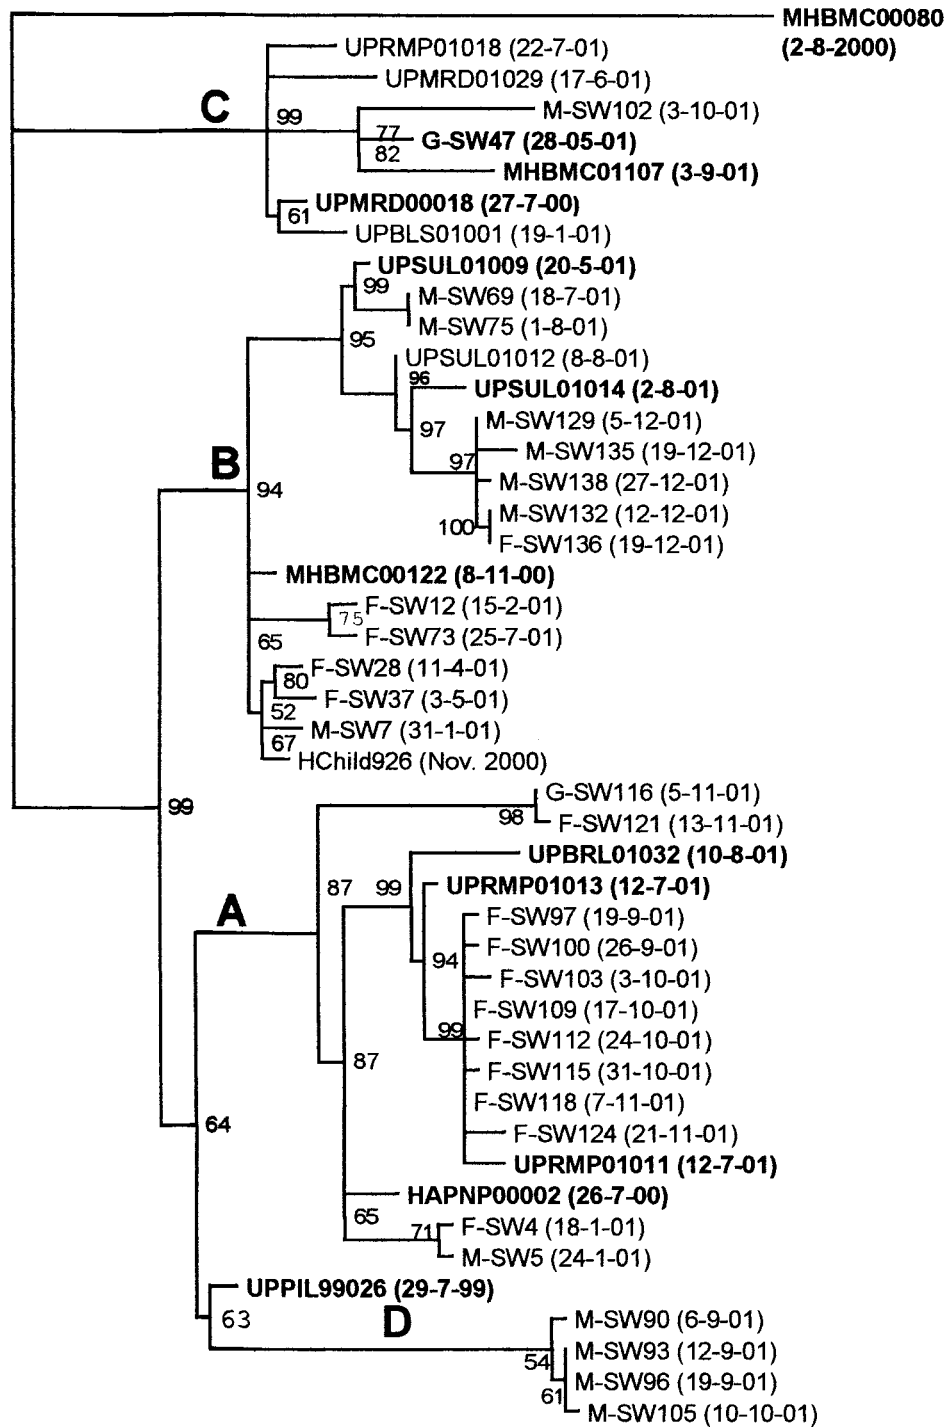 MHBMC00080
(2-8-2000)
UPRMP01018 (22-7-01)
UPMRD01029 (17-6-01)
C
99
M-SW102 (3-10-01)
77
G-SW47 (28-05-01)
82
MHBMC01107 (3-9-01)
UPMRD00018 (27-7-00)
61
UPBLS01001 (19-1-01)
UPSUL01009 (20-5-01)
99
M-SW69 (18-7-01)
M-SW75 (1-8-01)
95
UPSUL01012 (8-8-01)
96
UPSUL01014 (2-8-01)
97
M-SW129 (5-12-01)
M-SW135 (19-12-01)
97
B
M-SW138 (27-12-01)
94
M-SW132 (12-12-01)
100
F-SW136 (19-12-01)
MHBMC00122 (8-11-00)
F-SW12 (15-2-01)
75
F-SW73 (25-7-01)
65
F-SW28 (11-4-01)
80
F-SW37 (3-5-01)
52
M-SW7 (31-1-01)
67
HChild926 (Nov. 2000)
G-SW116 (5-11-01)
99
98
F-SW121 (13-11-01)
UPBRL01032 (10-8-01)
87
99
UPRMP01013 (12-7-01)
A
F-SW97 (19-9-01)
F-SW100 (26-9-01)
94
F-SW103 (3-10-01)
F-SW109 (17-10-01)
99
F-SW112 (24-10-01)
87
F-SW115 (31-10-01)
F-SW118 (7-11-01)
64
F-SW124 (21-11-01)
UPRMP01011 (12-7-01)
HAPNP00002 (26-7-00)
65
71
F-SW4 (18-1-01)
M-SW5 (24-1-01)
UPPIL99026 (29-7-99)
63
D
M-SW90 (6-9-01)
54
M-SW93 (12-9-01)
M-SW96 (19-9-01)
61
M-SW105 (10-10-01)